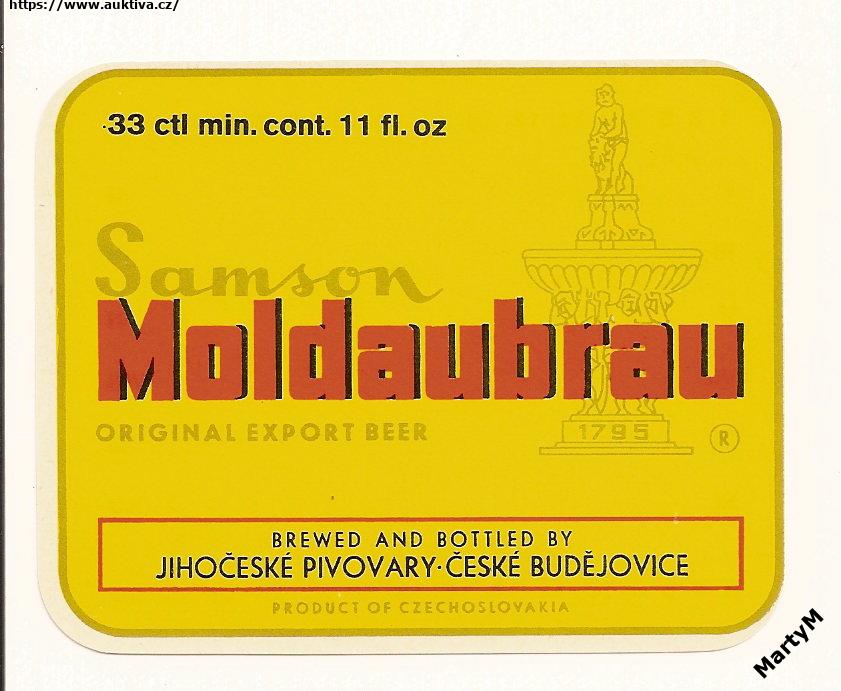 https://www.auktiva.cz/
33 ctl min. cont. 11 fl. oz
Samson
Moldaubrau
ORIGINAL EXPORT BEER
1795
®
BREWED AND BOTTLED BY
JIHOČESKÉ PIVOVARY·ČESKÉ BUDĚJOVICE
PRODUCT OF CZECHOSLOVAKIA
MartyM